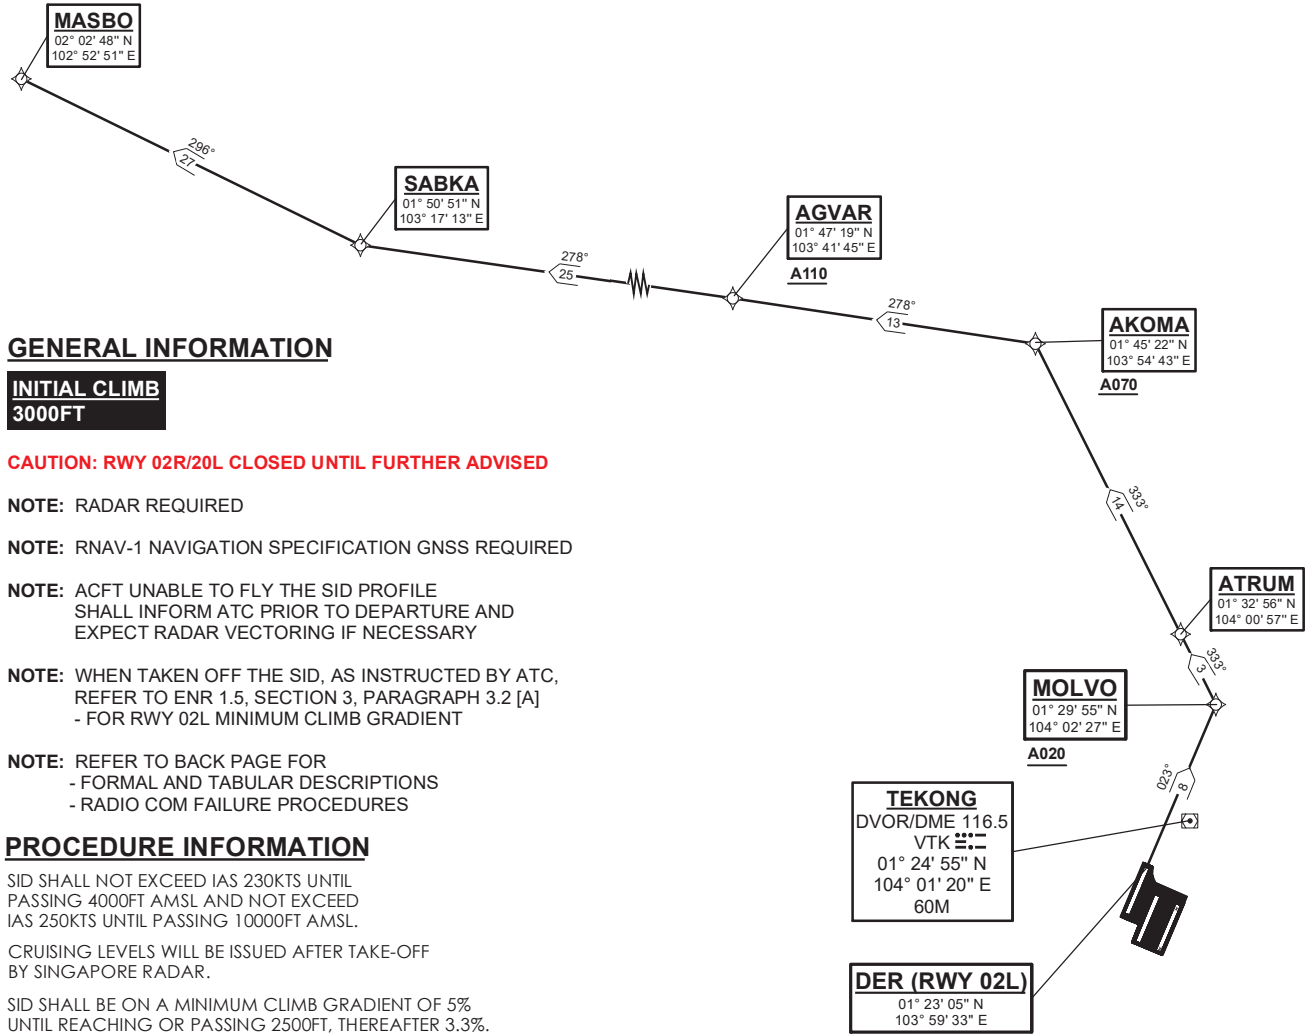 MASBO
02° 02' 48" N
102° 52' 51" E
296°
27
SABKA
01° 50' 51" N
103° 17' 13" E
278°
25
AGVAR
01° 47' 19" N
103° 41' 45" E
A110
278°
13
AKOMA
01° 45' 22" N
103° 54' 43" E
A070
333°
14
ATRUM
01° 32' 56" N
104° 00' 57" E
333°
3
MOLVO
01° 29' 55" N
104° 02' 27" E
A020
023°
8
TEKONG
DVOR/DME 116.5
VTK
01° 24' 55" N
104° 01' 20" E
60M
DER (RWY 02L)
01° 23' 05" N
103° 59' 33" E
GENERAL INFORMATION
INITIAL CLIMB
3000FT
CAUTION: RWY 02R/20L CLOSED UNTIL FURTHER ADVISED
NOTE: RADAR REQUIRED
NOTE: RNAV-1 NAVIGATION SPECIFICATION GNSS REQUIRED
NOTE: ACFT UNABLE TO FLY THE SID PROFILE
SHALL INFORM ATC PRIOR TO DEPARTURE AND
EXPECT RADAR VECTORING IF NECESSARY
NOTE: WHEN TAKEN OFF THE SID, AS INSTRUCTED BY ATC,
REFER TO ENR 1.5, SECTION 3, PARAGRAPH 3.2 [A]
- FOR RWY 02L MINIMUM CLIMB GRADIENT
NOTE: REFER TO BACK PAGE FOR
- FORMAL AND TABULAR DESCRIPTIONS
- RADIO COM FAILURE PROCEDURES
PROCEDURE INFORMATION
SID SHALL NOT EXCEED IAS 230KTS UNTIL
PASSING 4000FT AMSL AND NOT EXCEED
IAS 250KTS UNTIL PASSING 10000FT AMSL.
CRUISING LEVELS WILL BE ISSUED AFTER TAKE-OFF
BY SINGAPORE RADAR.
SID SHALL BE ON A MINIMUM CLIMB GRADIENT OF 5%
UNTIL REACHING OR PASSING 2500FT, THEREAFTER 3.3%.